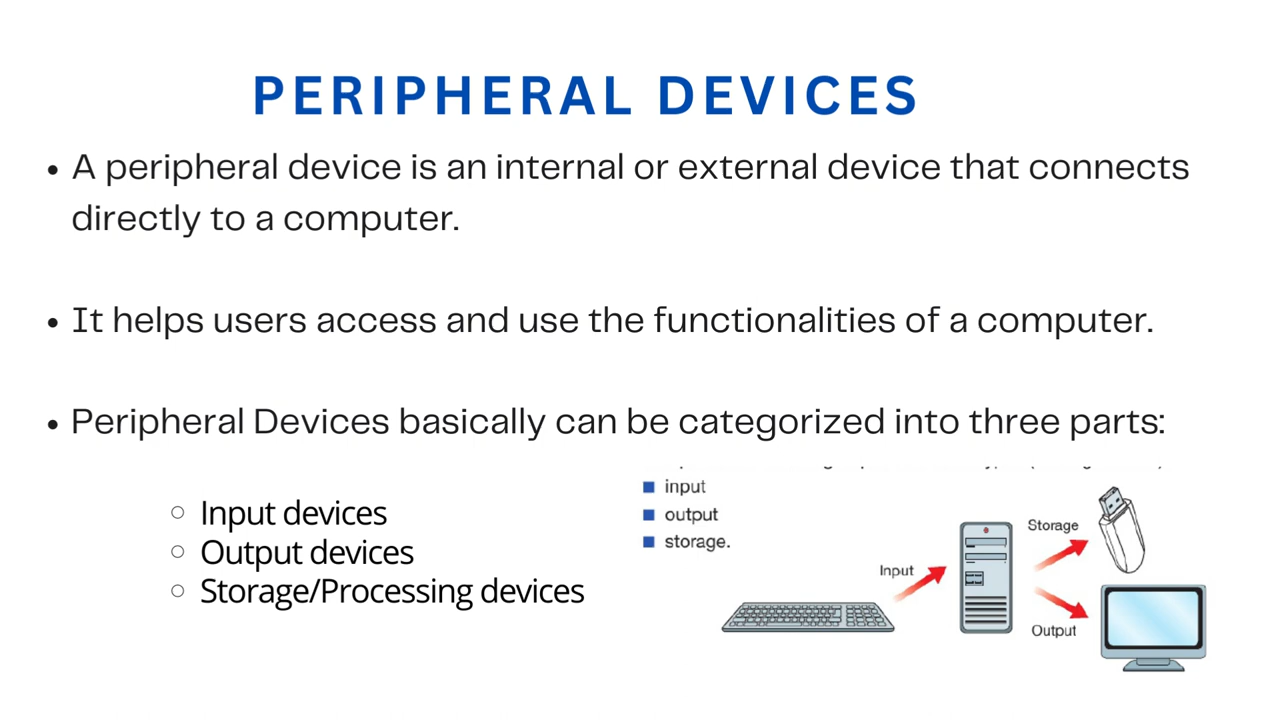 PERIPHERAL DEVICES
• A peripheral device is an internal or external device that connects
directly to a computer.
• It helps users access and use the functionalities of a computer.
• Peripheral Devices basically can be categorized into three parts:
○ Input devices
○ Output devices
○ Storage/Processing devices
■ input
■ output
■ storage.
Storage
Input
Output